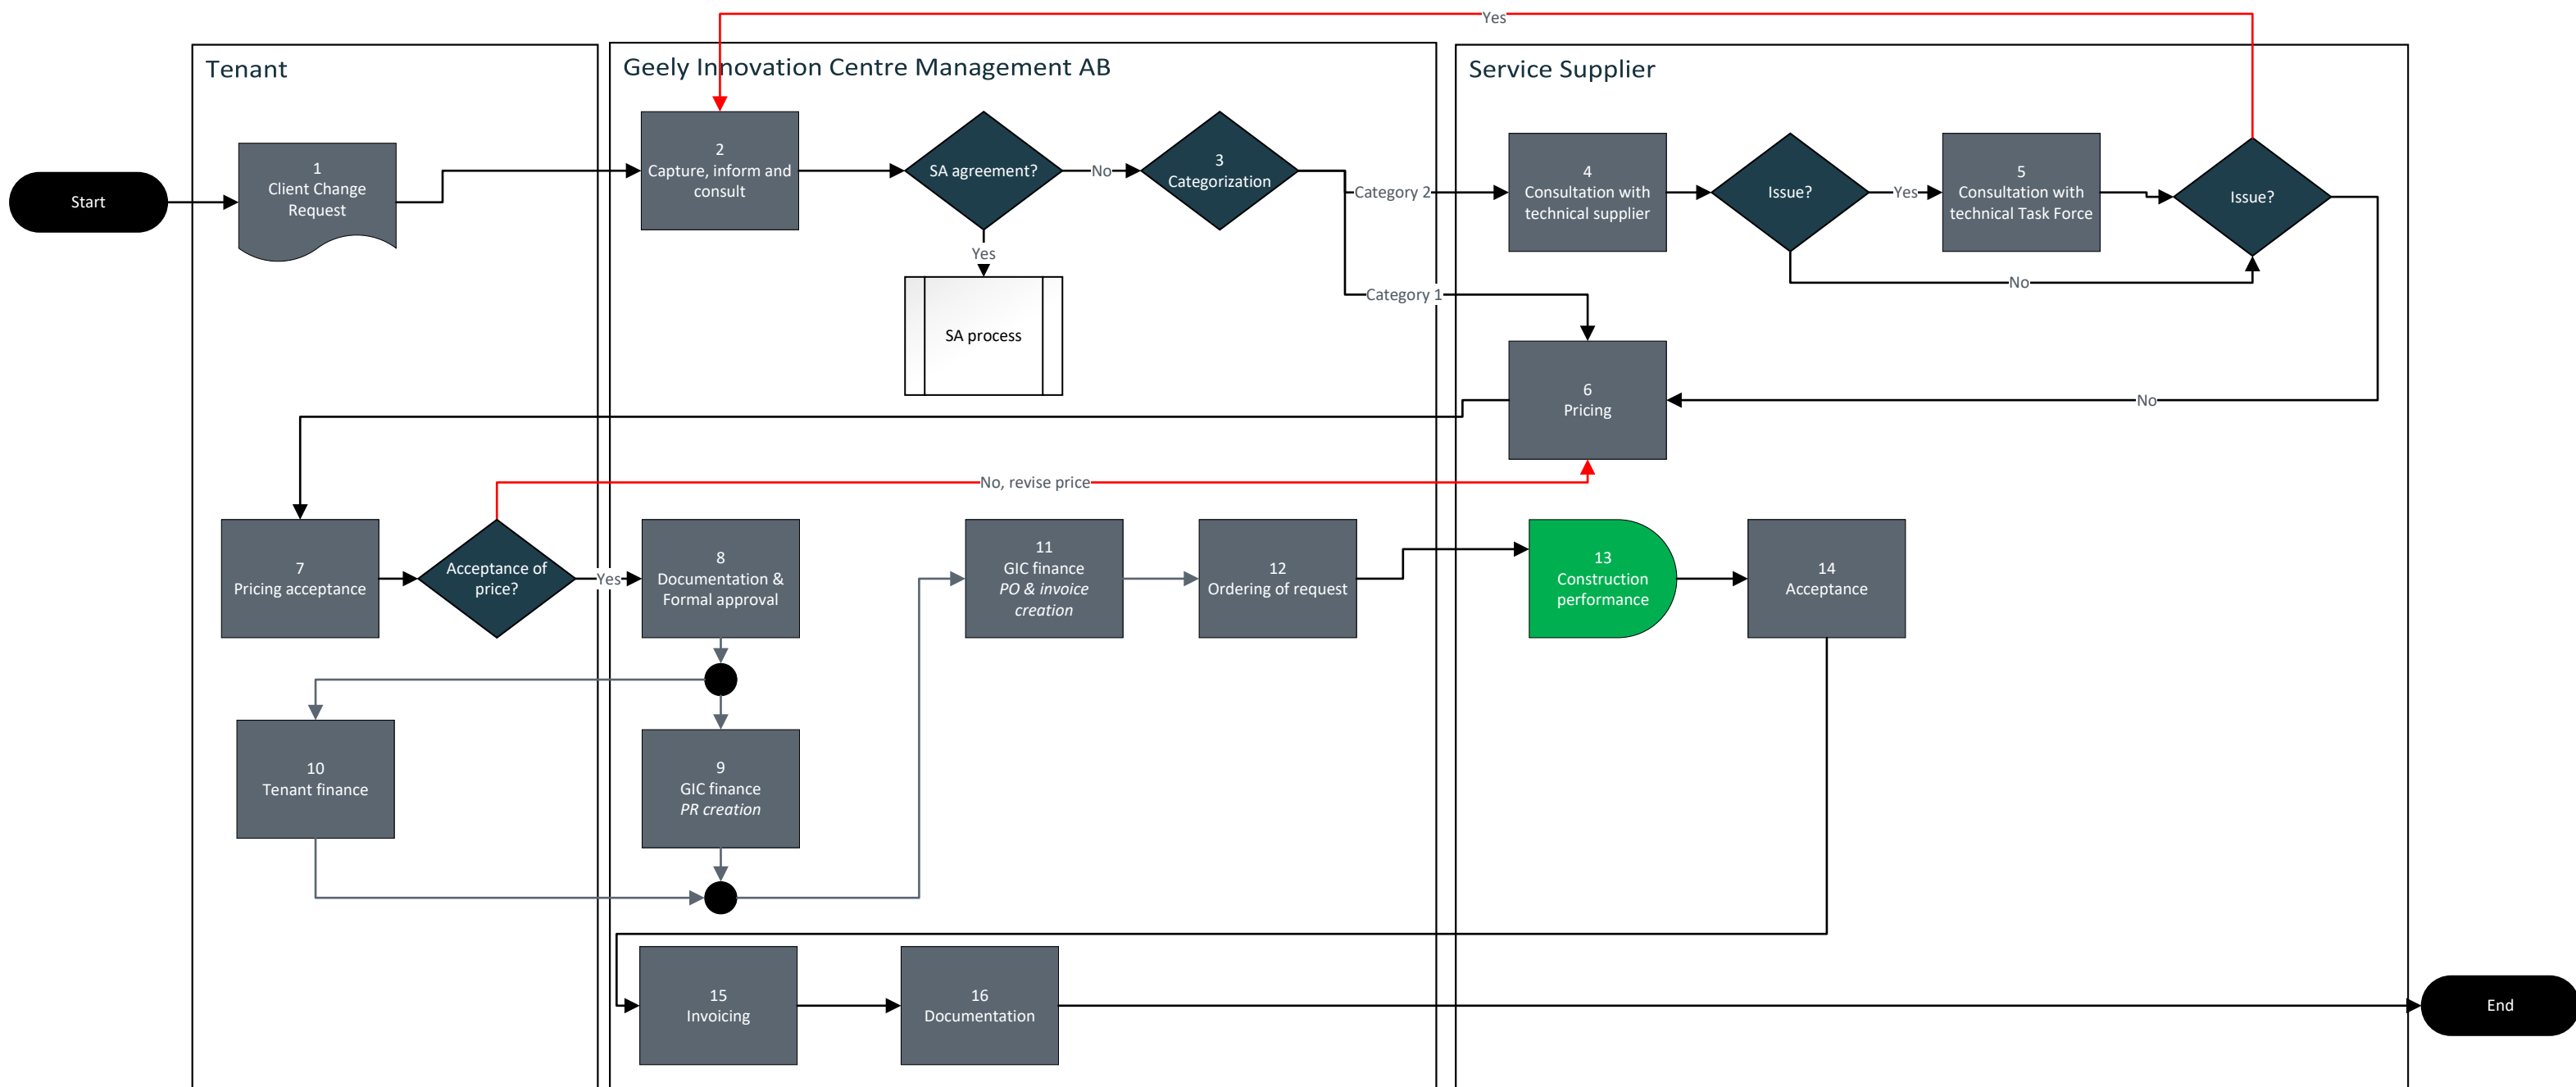 Yes
Tenant
Geely Innovation Centre Management AB
Service Supplier
Start
1
Client Change
Request
2
Capture, inform and
consult
SA agreement?
No
3
Categorization
Category 2
4
Consultation with
technical supplier
Issue?
Yes
5
Consultation with
technical Task Force
Issue?
Yes
No
Category 1
SA process
6
Pricing
No
No, revise price
7
Pricing acceptance
Acceptance of
price?
Yes
8
Documentation &
Formal approval
11
GIC finance
PO & invoice
creation
12
Ordering of request
13
Construction
performance
14
Acceptance
10
Tenant finance
9
GIC finance
PR creation
15
Invoicing
16
Documentation
End